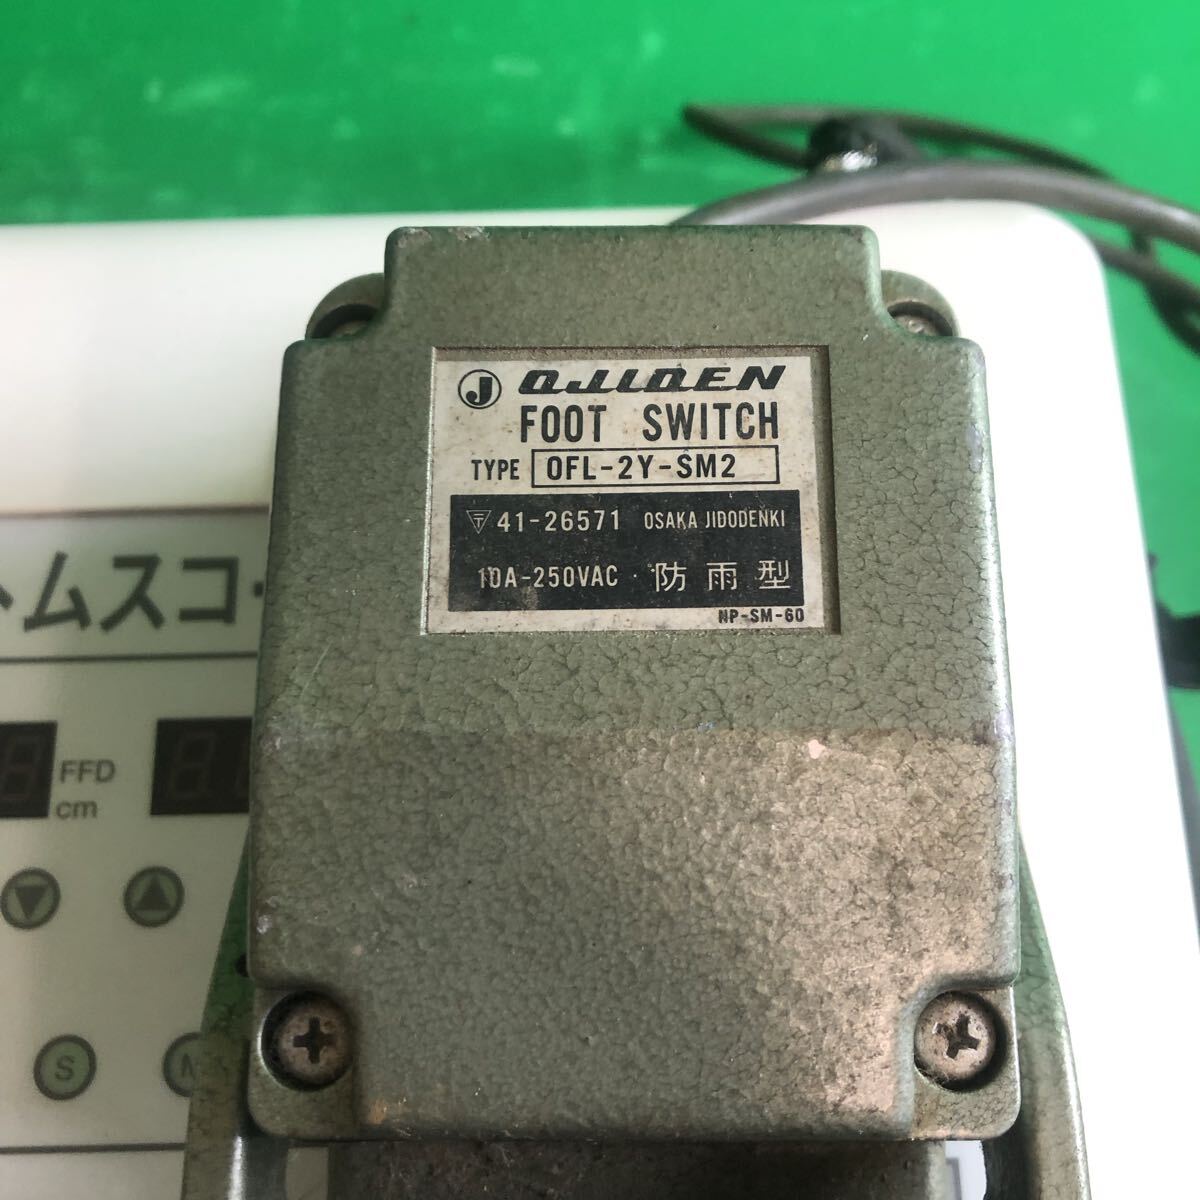 J OJIDEN
FOOT SWITCH
TYPE OFL-2Y-SM2
〒 41-26571 OSAKA JIDODENKI
10A-250VAC・防雨型
NP-SM-60
トムスコ
FFD
cm
S
M